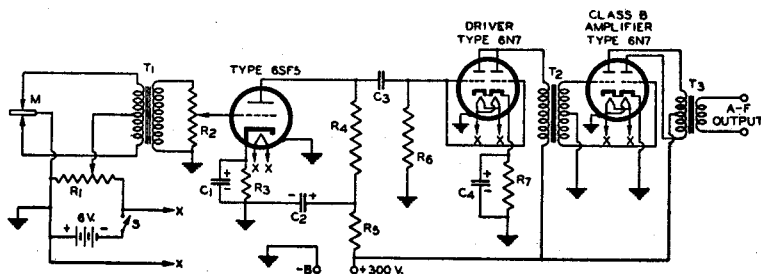 DRIVER
TYPE 6N7
CLASS B
AMPLIFIER
TYPE 6N7
T1
TYPE 6SF5
C3
T2
T3
M
R2
R4
R6
A-F
OUTPUT
R1
C1
R3
C2
C4
R7
X X
X X
X X
6 V.
+ -
S
X
X
R5
-B
+300 V.